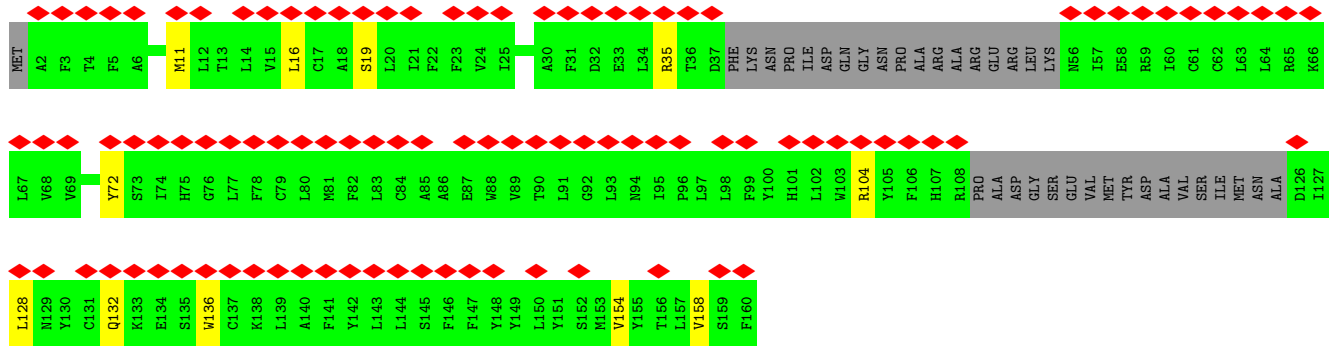 MET A2 F3 T4 F5 A6 M11 L12 T13 L14 V15 L16 C17 A18 S19 L20 I21 F22 F23 V24 I25 A30 F31 D32 E33 L34 R35 T36 D37 PHE LYS ASN PRO ILE ASP GLN GLY ASN PRO ALA ARG ALA ARG GLU ARG LEU LYS N56 I57 E58 R59 I60 C61 C62 L63 L64 R65 K66
L67 V68 V69 Y72 S73 I74 H75 G76 L77 F78 C79 L80 M81 F82 L83 C84 A85 A86 E87 W88 V89 T90 L91 G92 L93 N94 I95 P96 L97 L98 F99 Y100 H101 L102 W103 R104 Y105 F106 H107 R108 PRO ALA ASP GLY SER GLU VAL MET TYR ASP ALA VAL SER ILE MET ASN ALA D126 I127
L128 N129 Y130 C131 Q132 K133 E134 S135 W136 C137 K138 L139 A140 F141 Y142 L143 L144 S145 F146 F147 Y148 Y149 L150 Y151 S152 M153 V154 Y155 T156 L157 V158 S159 F160